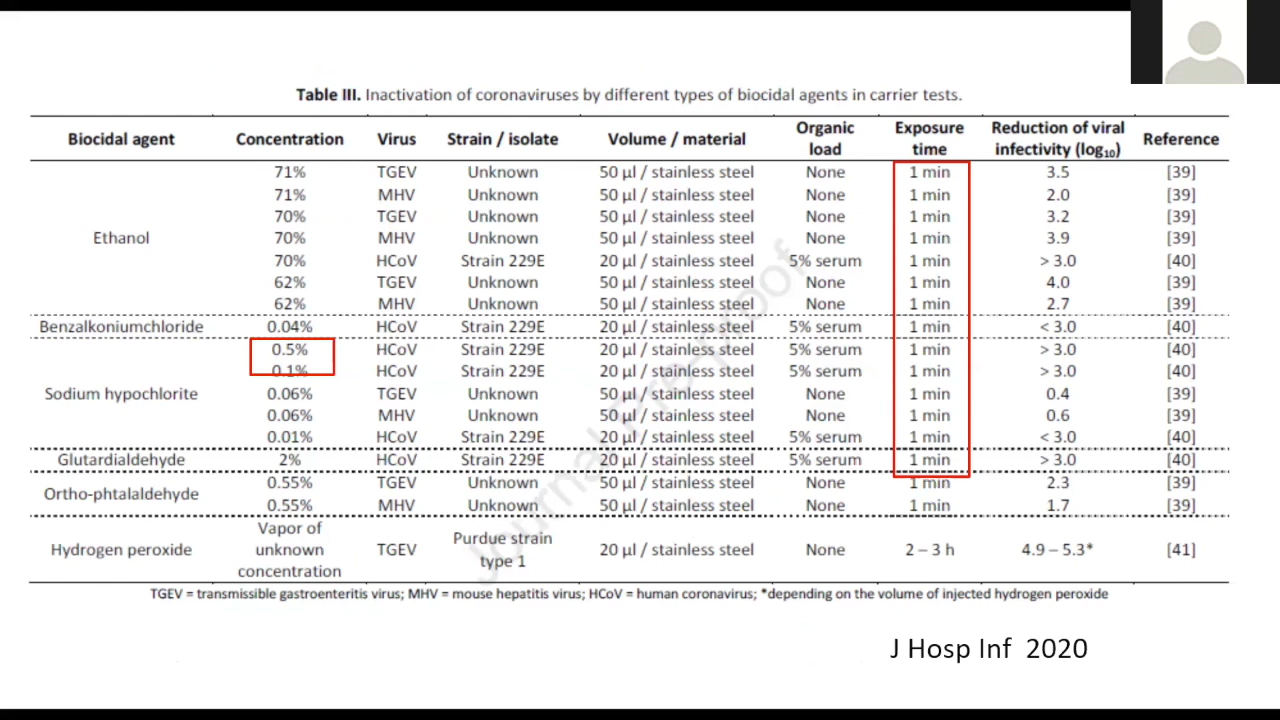 Table III. Inactivation of coronaviruses by different types of biocidal agents in carrier tests.
Biocidal agent Concentration Virus Strain / isolate Volume / material Organic load Exposure time Reduction of viral infectivity (log₁₀) Reference
Ethanol
71% TGEV Unknown 50 µl / stainless steel None 1 min 3.5 [39]
71% MHV Unknown 50 µl / stainless steel None 1 min 2.0 [39]
70% TGEV Unknown 50 µl / stainless steel None 1 min 3.2 [39]
70% MHV Unknown 50 µl / stainless steel None 1 min 3.9 [39]
70% HCoV Strain 229E 20 µl / stainless steel 5% serum 1 min > 3.0 [40]
62% TGEV Unknown 50 µl / stainless steel None 1 min 4.0 [39]
62% MHV Unknown 50 µl / stainless steel None 1 min 2.7 [39]
Benzalkoniumchloride 0.04% HCoV Strain 229E 20 µl / stainless steel 5% serum 1 min < 3.0 [40]
Sodium hypochlorite
0.5% HCoV Strain 229E 20 µl / stainless steel 5% serum 1 min > 3.0 [40]
0.1% HCoV Strain 229E 20 µl / stainless steel 5% serum 1 min > 3.0 [40]
0.06% TGEV Unknown 50 µl / stainless steel None 1 min 0.4 [39]
0.06% MHV Unknown 50 µl / stainless steel None 1 min 0.6 [39]
0.01% HCoV Strain 229E 20 µl / stainless steel 5% serum 1 min < 3.0 [40]
Glutardialdehyde 2% HCoV Strain 229E 20 µl / stainless steel 5% serum 1 min > 3.0 [40]
Ortho-phtalaldehyde
0.55% TGEV Unknown 50 µl / stainless steel None 1 min 2.3 [39]
0.55% MHV Unknown 50 µl / stainless steel None 1 min 1.7 [39]
Hydrogen peroxide Vapor of unknown concentration TGEV Purdue strain type 1 20 µl / stainless steel None 2 – 3 h 4.9 – 5.3* [41]
TGEV = transmissible gastroenteritis virus; MHV = mouse hepatitis virus; HCoV = human coronavirus; *depending on the volume of injected hydrogen peroxide
Journal Pre-proof
J Hosp Inf 2020